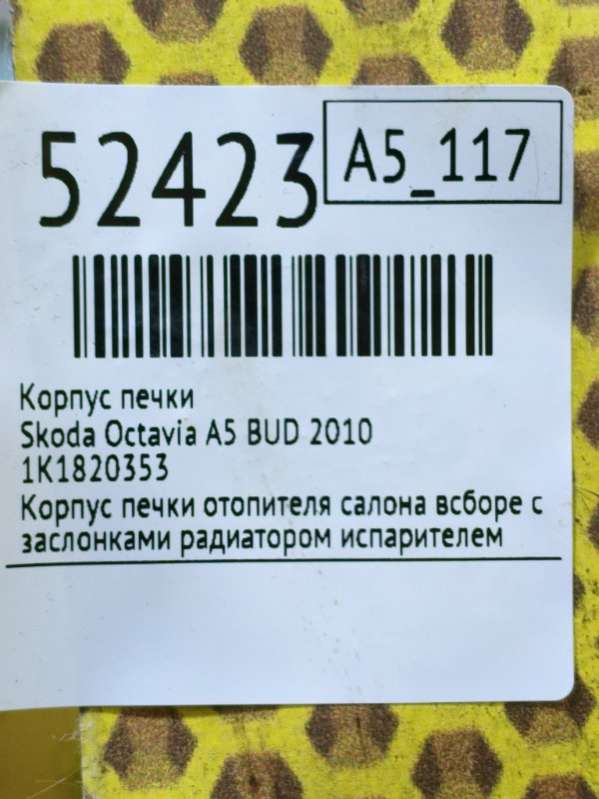 52423
A5_117
Корпус печки
Skoda Octavia A5 BUD 2010
1K1820353
Корпус печки отопителя салона всборе с
заслонками радиатором испарителем